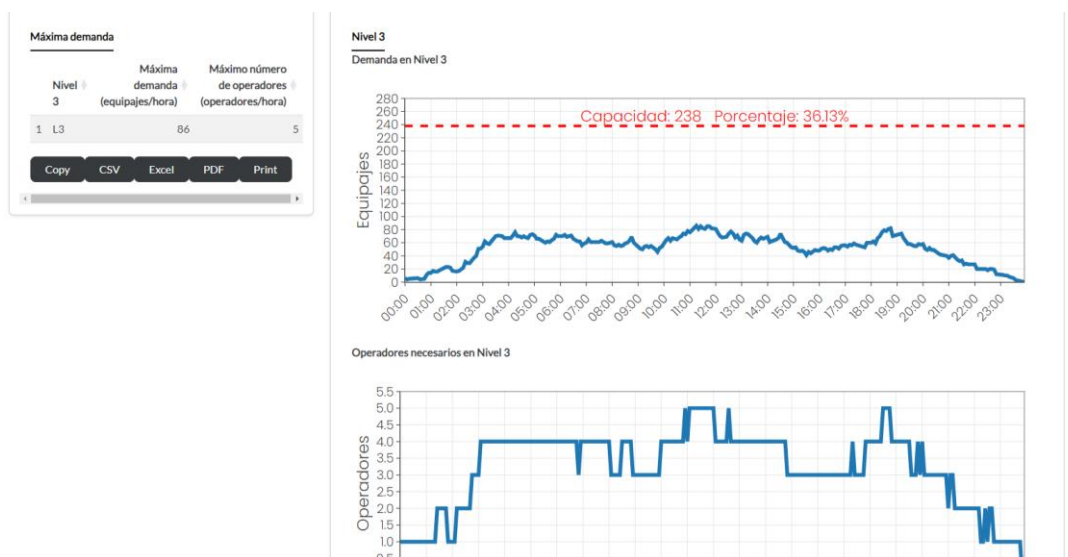 Máxima demanda
Nivel 3
Máxima demanda (equipajes/hora)
Máximo número de operadores (operadores/hora)
1 L3 86 5
Copy CSV Excel PDF Print
Nivel 3
Demanda en Nivel 3
Capacidad: 238 Porcentaje: 36.13%
Equipajes
280
260
240
220
200
180
160
140
120
100
80
60
40
20
0
00:00 01:00 02:00 03:00 04:00 05:00 06:00 07:00 08:00 09:00 10:00 11:00 12:00 13:00 14:00 15:00 16:00 17:00 18:00 19:00 20:00 21:00 22:00 23:00
Operadores necesarios en Nivel 3
Operadores
5.5
5.0
4.5
4.0
3.5
3.0
2.5
2.0
1.5
1.0
0.5